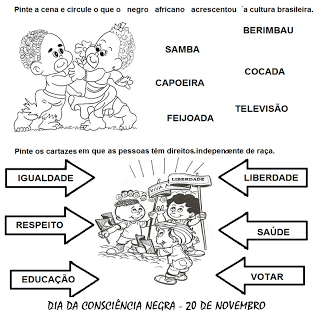 Pinte a cena e circule o que o negro africano acrescentou `a cultura brasileira.
BERIMBAU
SAMBA
COCADA
CAPOEIRA
TELEVISÃO
FEIJOADA
Pinte os cartazes em que as pessoas têm direitos,independente de raça.
IGUALDADE
LIBERDADE
VIVA A
LIBERDADE
RESPEITO
SAÚDE
EDUCAÇÃO
VOTAR
DIA DA CONSCIÊNCIA NEGRA - 20 DE NOVEMBRO